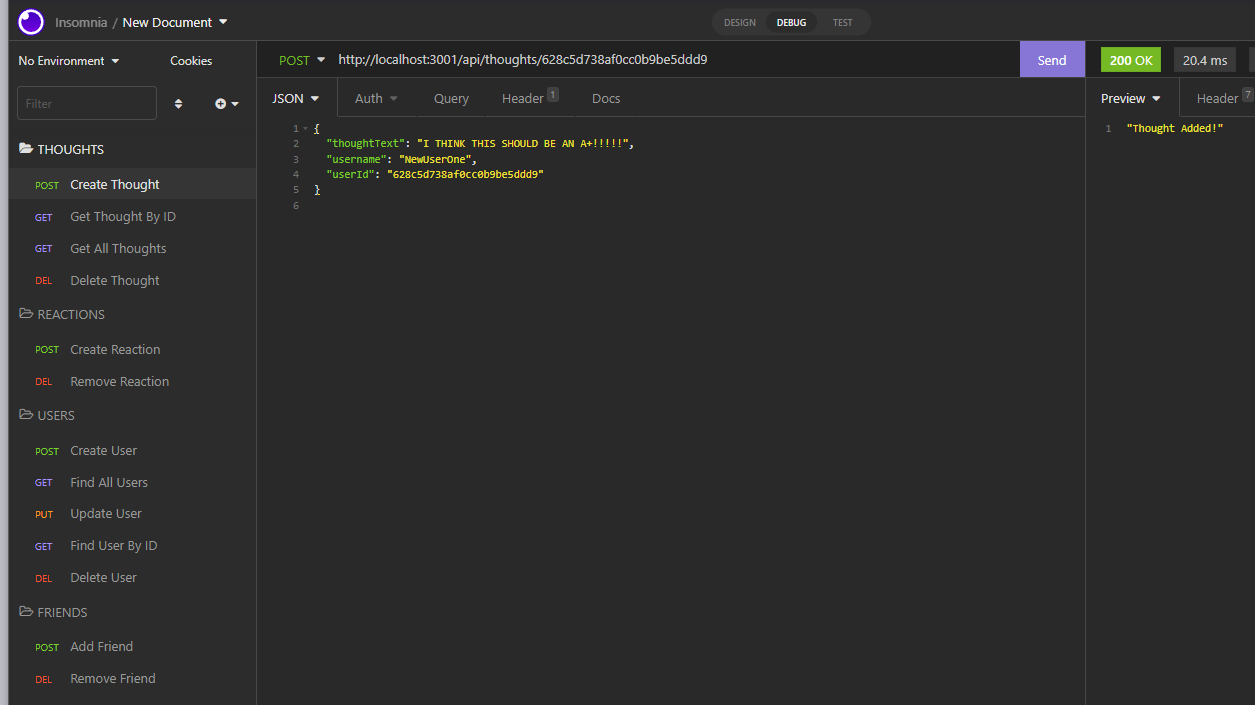 Insomnia / New Document
DESIGN DEBUG TEST
No Environment Cookies
POST http://localhost:3001/api/thoughts/628c5d738af0cc0b9be5ddd9 Send
200 OK 20.4 ms
Filter
JSON Auth Query Header 1 Docs
Preview Header 7
1 {
2 "thoughtText": "I THINK THIS SHOULD BE AN A+!!!!!",
3 "username": "NewUserOne",
4 "userId": "628c5d738af0cc0b9be5ddd9"
5 }
6
1 "Thought Added!"
THOUGHTS
POST Create Thought
GET Get Thought By ID
GET Get All Thoughts
DEL Delete Thought
REACTIONS
POST Create Reaction
DEL Remove Reaction
USERS
POST Create User
GET Find All Users
PUT Update User
GET Find User By ID
DEL Delete User
FRIENDS
POST Add Friend
DEL Remove Friend